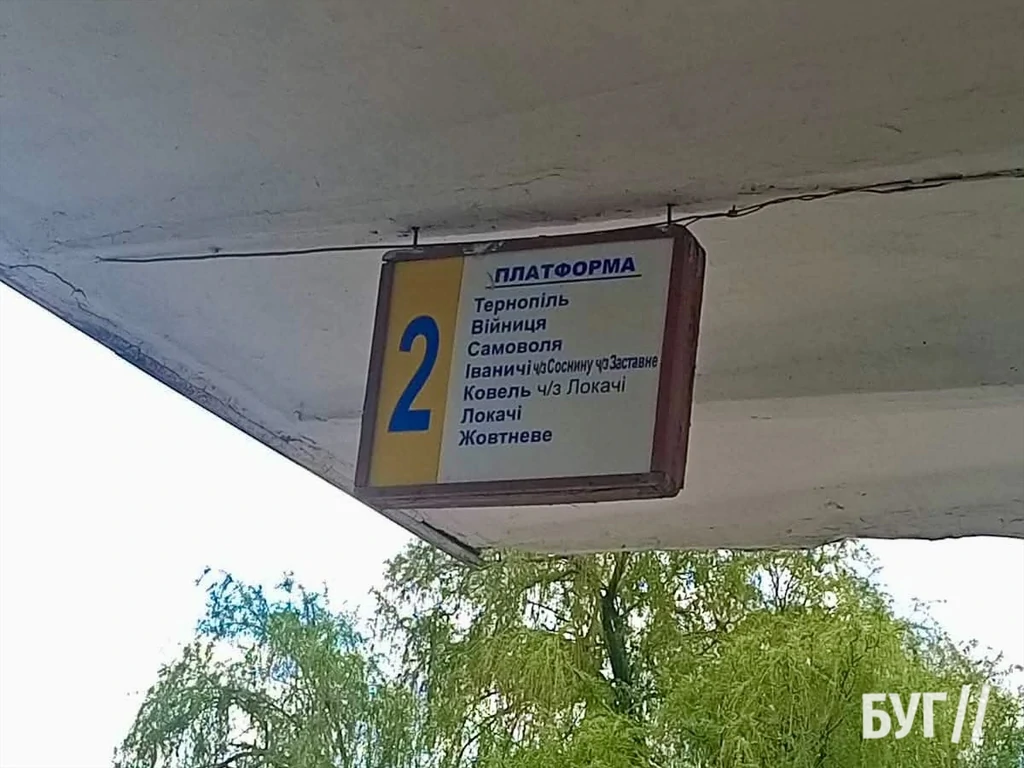 ПЛАТФОРМА
2
Тернопіль
Війниця
Самоволя
Іваничі ч/з Соснину ч/з Заставне
Ковель ч/з Локачі
Локачі
Жовтневе
БУГ//